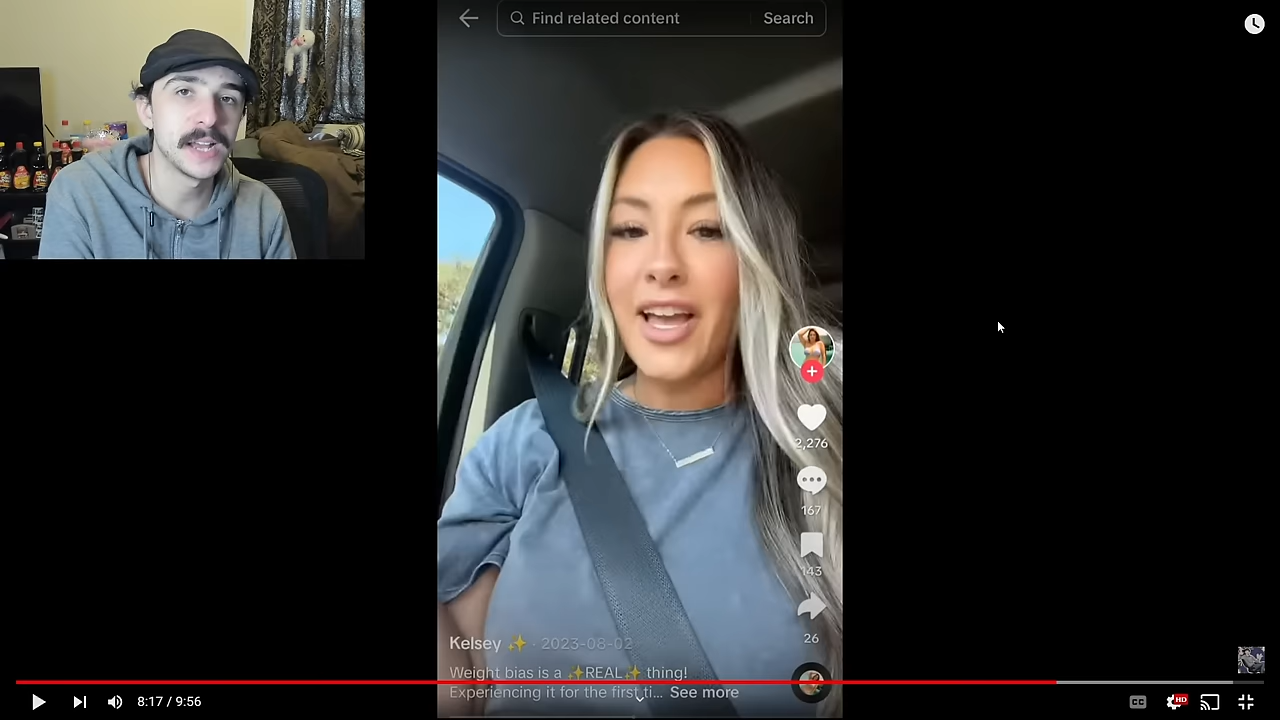 Find related content
Search
2,276
167
143
26
Kelsey ✨ · 2023-08-02
Weight bias is a ✨REAL✨ thing!
Experiencing it for the first ti... See more
8:17 / 9:56
CC
HD